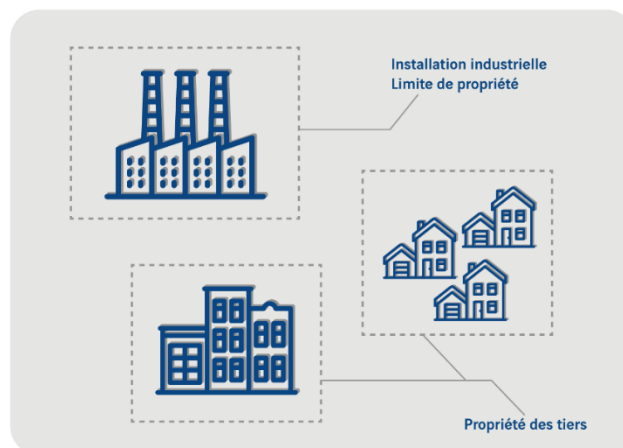 Installation industrielle
Limite de propriété
Propriété des tiers